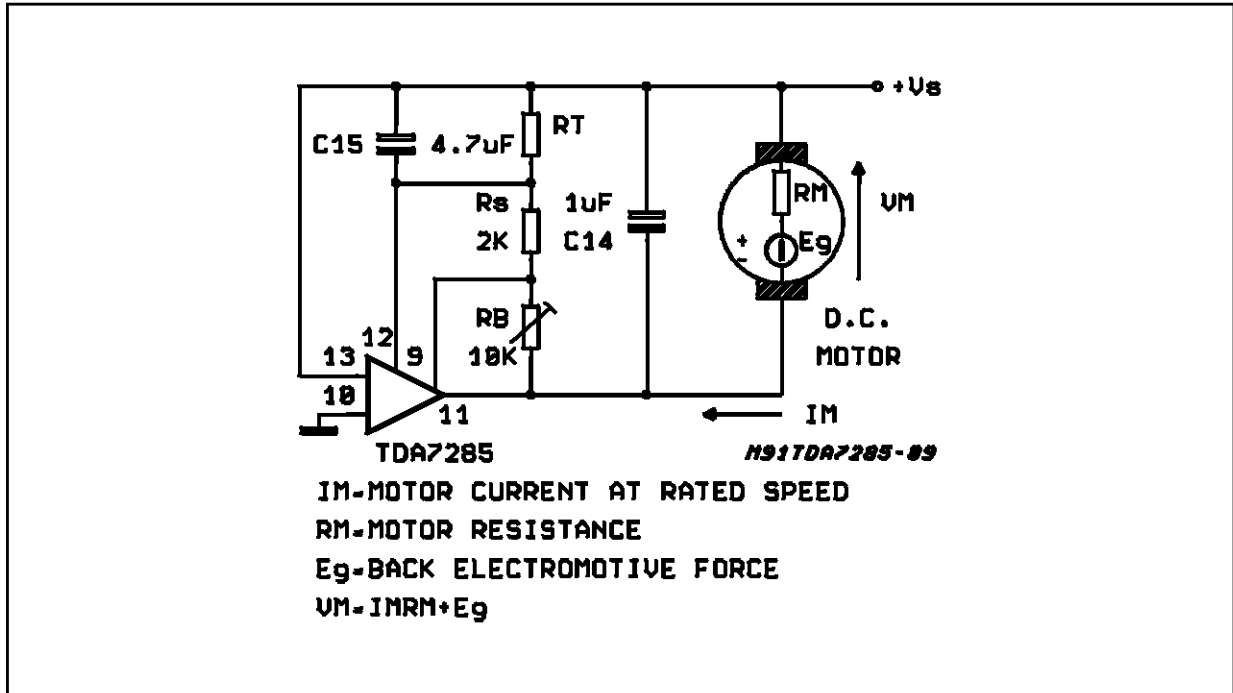 +Vs
RT
C15 4.7uF
RM
VM
Rs 1uF
2K C14
+
-
Eg
RB
10K
D.C.
MOTOR
12
13 9
10
11
IM
TDA7285
M91TDA7285-09
IM=MOTOR CURRENT AT RATED SPEED
RM=MOTOR RESISTANCE
Eg=BACK ELECTROMOTIVE FORCE
VM=IMRM+Eg